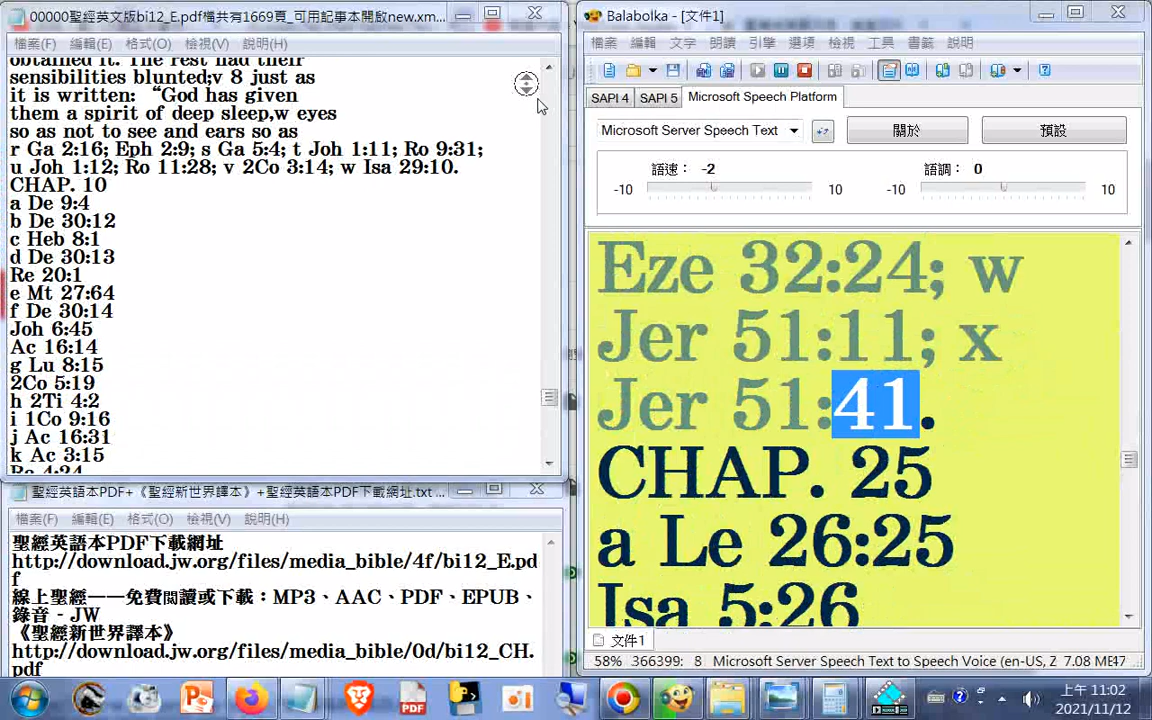 00000聖經英文版bi12_E.pdf檔共有1669頁_可用記事本開啟new.xm...
檔案(F) 編輯(E) 格式(O) 檢視(V) 說明(H)
obtained it. The rest had their
sensibilities blunted;v 8 just as
it is written: “God has given
them a spirit of deep sleep,w eyes
so as not to see and ears so as
r Ga 2:16; Eph 2:9; s Ga 5:4; t Joh 1:11; Ro 9:31;
u Joh 1:12; Ro 11:28; v 2Co 3:14; w Isa 29:10.
CHAP. 10
a De 9:4
b De 30:12
c Heb 8:1
d De 30:13
Re 20:1
e Mt 27:64
f De 30:14
Joh 6:45
Ac 16:14
g Lu 8:15
2Co 5:19
h 2Ti 4:2
i 1Co 9:16
j Ac 16:31
k Ac 3:15
Ro 4:24
聖經英語本PDF+《聖經新世界譯本》+聖經英語本PDF下載網址.txt ...
檔案(F) 編輯(E) 格式(O) 檢視(V) 說明(H)
聖經英語本PDF下載網址
http://download.jw.org/files/media_bible/4f/bi12_E.pd
f
線上聖經——免費閱讀或下載：MP3、AAC、PDF、EPUB、
錄音 - JW
《聖經新世界譯本》
http://download.jw.org/files/media_bible/0d/bi12_CH.
pdf
Balabolka - [文件1]
檔案 編輯 文字 朗讀 引擎 選項 檢視 工具 書籤 說明
SAPI 4 SAPI 5 Microsoft Speech Platform
Microsoft Server Speech Text 關於 預設
語速： -2 語調： 0
-10 10 -10 10
Eze 32:24; w
Jer 51:11; x
Jer 51:41.
CHAP. 25
a Le 26:25
Isa 5:26
文件1
58% 366399: 8 Microsoft Server Speech Text to Speech Voice (en-US, Z 7.08 MB
上午 11:02
2021/11/12